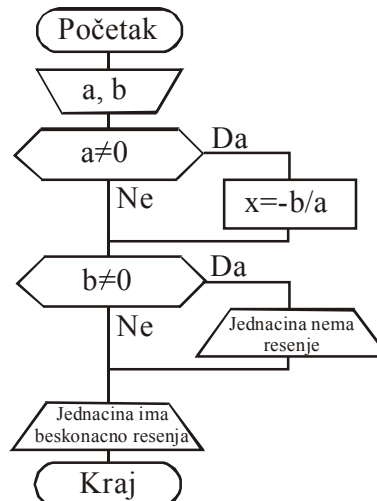 Početak
a, b
a≠0
Da
Ne
x=-b/a
b≠0
Da
Ne
Jednacina nema
resenje
Jednacina ima
beskonacno resenja
Kraj